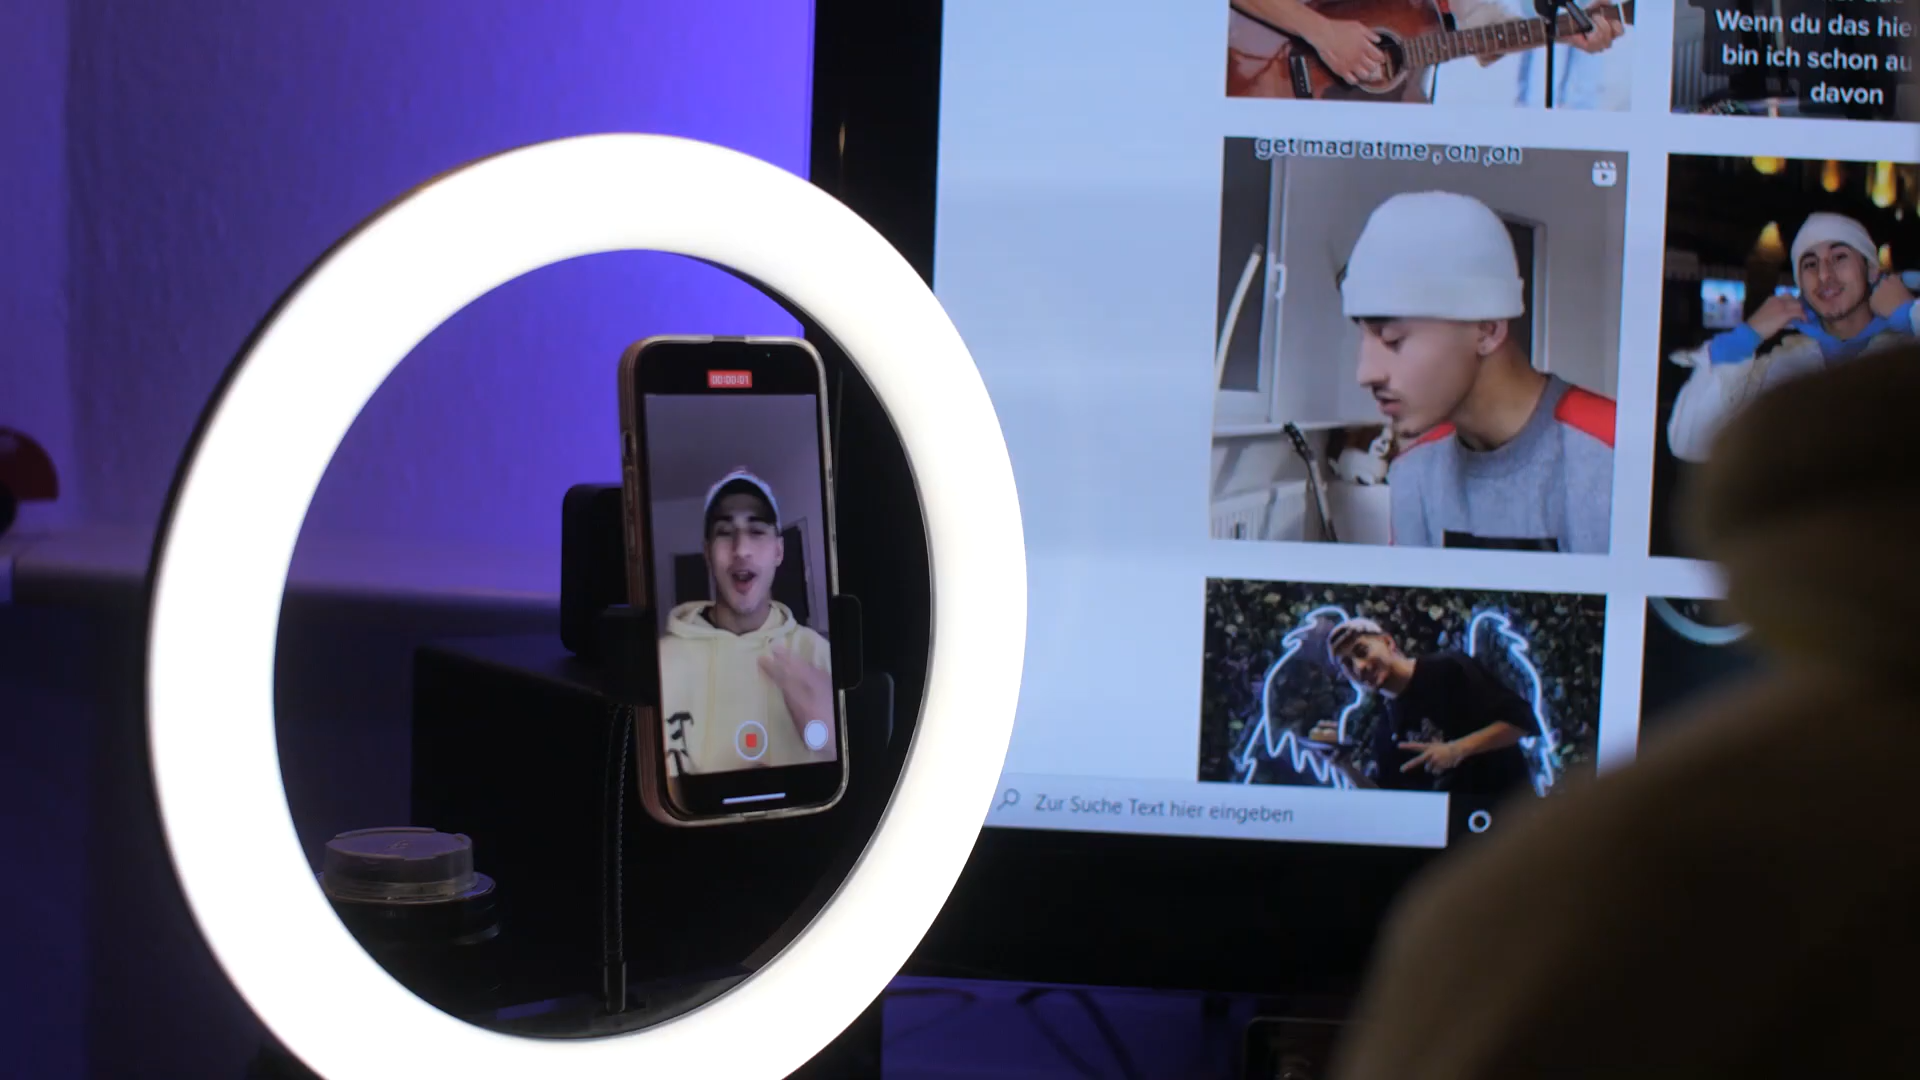 Wenn du das hie
bin ich schon au
davon
get mad at me , oh ,oh
00:00:01
Zur Suche Text hier eingeben